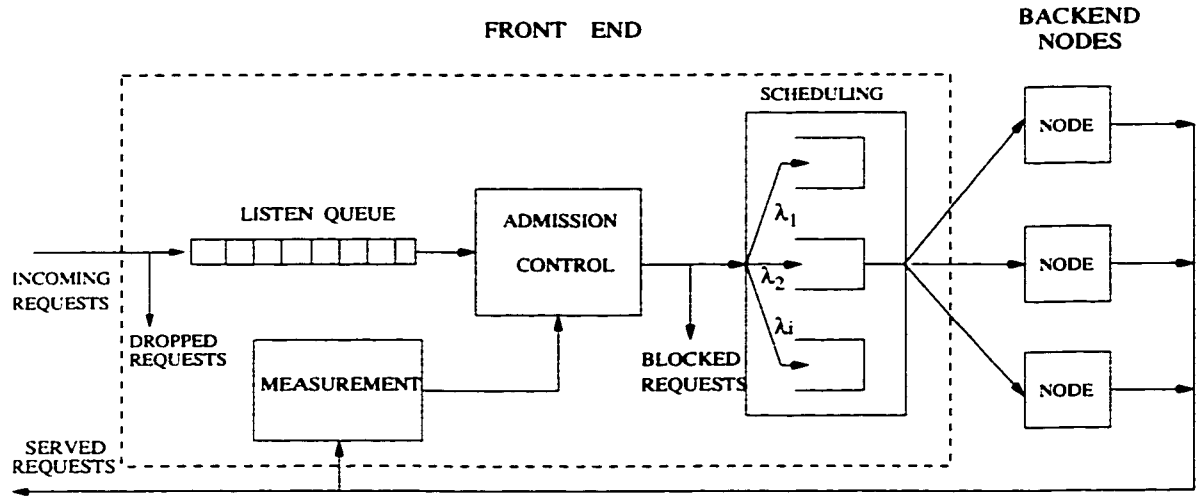 FRONT END
BACKEND
NODES
SCHEDULING
NODE
LISTEN QUEUE
ADMISSION
CONTROL
λ1
λ2
λi
NODE
INCOMING
REQUESTS
DROPPED
REQUESTS
MEASUREMENT
BLOCKED
REQUESTS
NODE
SERVED
REQUESTS